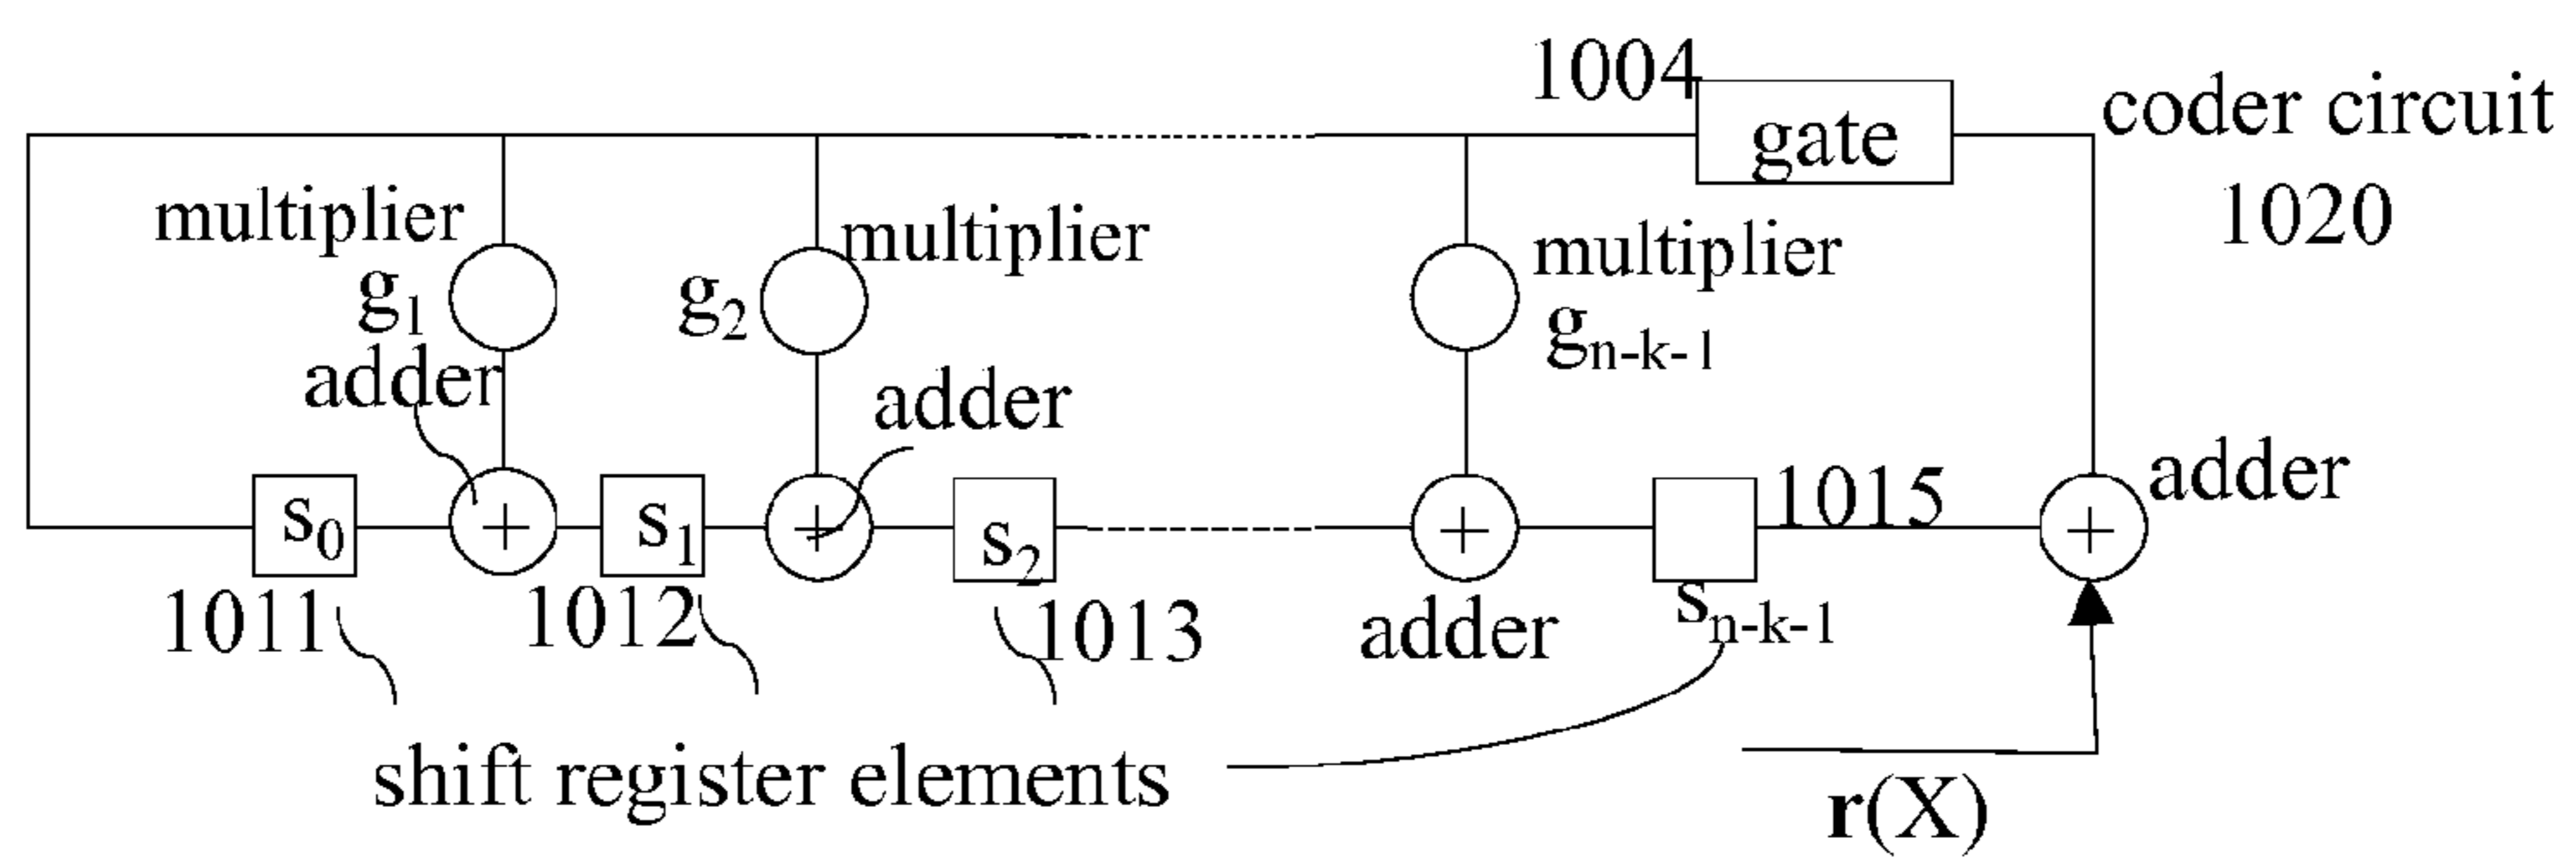 1004
gate
coder circuit
1020
multiplier
g1
multiplier
g2
multiplier
gn-k-1
adder
adder
adder
+
+
+
+
s0
s1
s2
1015
sn-k-1
1011
1012
1013
adder
shift register elements
r(X)